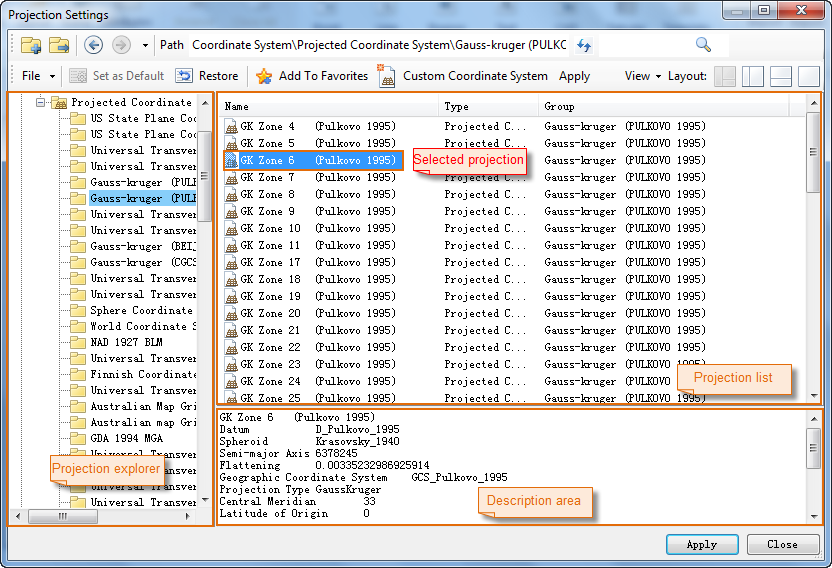 Projection Settings
Path Coordinate System\Projected Coordinate System\Gauss-kruger (PULKC
File Set as Default Restore Add To Favorites Custom Coordinate System Apply View Layout:
Projected Coordinate
US State Plane Coo
US State Plane Coo
Universal Transver
Universal Transver
Gauss-kruger (PULK
Gauss-kruger (PULK
Universal Transver
Universal Transver
Gauss-kruger (BEIJ
Gauss-kruger (CGCS
Universal Transver
Universal Transver
Sphere Coordinate
World Coordinate S
NAD 1927 BLM
Universal Transver
Finnish Coordinate
Universal Transver
Australian Map Gri
Australian map Gri
GDA 1994 MGA
Universal Transver
Universal Transver
Projection explorer
Name Type Group
GK Zone 4 (Pulkovo 1995) Projected C... Gauss-kruger (PULKOVO 1995)
GK Zone 5 (Pulkovo 1995) Projected C... Gauss-kruger (PULKOVO 1995)
GK Zone 6 (Pulkovo 1995) Projected C... Gauss-kruger (PULKOVO 1995)
Selected projection
GK Zone 7 (Pulkovo 1995) Projected C... Gauss-kruger (PULKOVO 1995)
GK Zone 8 (Pulkovo 1995) Projected C... Gauss-kruger (PULKOVO 1995)
GK Zone 9 (Pulkovo 1995) Projected C... Gauss-kruger (PULKOVO 1995)
GK Zone 10 (Pulkovo 1995) Projected C... Gauss-kruger (PULKOVO 1995)
GK Zone 11 (Pulkovo 1995) Projected C... Gauss-kruger (PULKOVO 1995)
GK Zone 17 (Pulkovo 1995) Projected C... Gauss-kruger (PULKOVO 1995)
GK Zone 18 (Pulkovo 1995) Projected C... Gauss-kruger (PULKOVO 1995)
GK Zone 19 (Pulkovo 1995) Projected C... Gauss-kruger (PULKOVO 1995)
GK Zone 20 (Pulkovo 1995) Projected C... Gauss-kruger (PULKOVO 1995)
GK Zone 21 (Pulkovo 1995) Projected C... Gauss-kruger (PULKOVO 1995)
GK Zone 22 (Pulkovo 1995) Projected C... Gauss-kruger (PULKOVO 1995)
GK Zone 23 (Pulkovo 1995) Projected C... Gauss-kruger (PULKOVO 1995)
GK Zone 24 (Pulkovo 1995) Projected C... Gauss-kruger
GK Zone 25 (Pulkovo 1995) Projected C... Gauss-kruger (PULKOVO 1995)
Projection list
GK Zone 6 (Pulkovo 1995)
Datum D_Pulkovo_1995
Spheroid Krasovsky_1940
Semi-major Axis 6378245
Flattening 0.00335232986925914
Geographic Coordinate System GCS_Pulkovo_1995
Projection Type GaussKruger
Central Meridian 33
Latitude of Origin 0
Description area
Apply Close